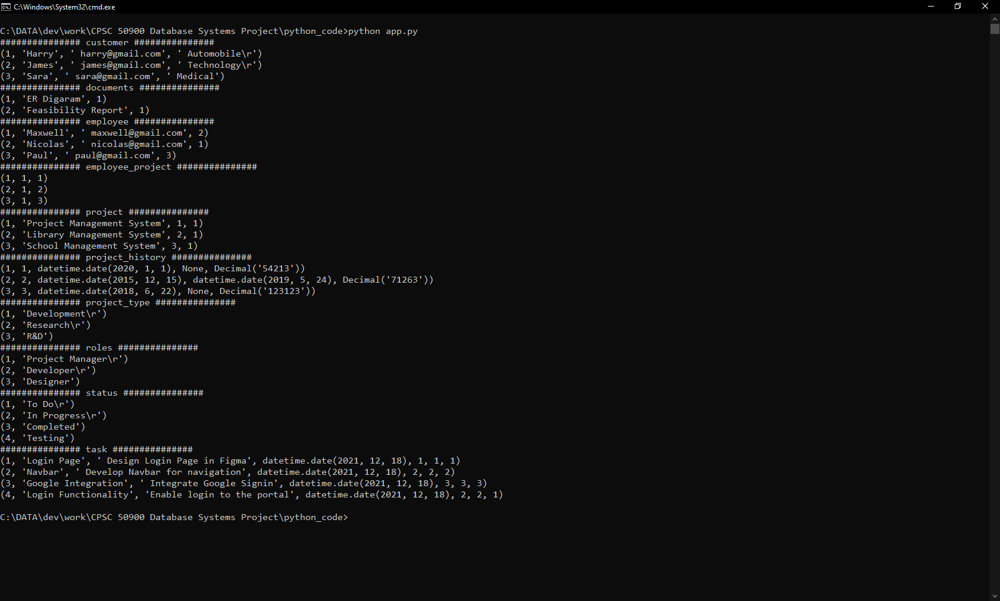 C:\Windows\System32\cmd.exe
C:\DATA\dev\work\CPSC 50900 Database Systems Project\python_code>python app.py
############### customer ###############
(1, 'Harry', ' harry@gmail.com', ' Automobile\r')
(2, 'James', ' james@gmail.com', ' Technology\r')
(3, 'Sara', ' sara@gmail.com', ' Medical')
############### documents ###############
(1, 'ER Digaram', 1)
(2, 'Feasibility Report', 1)
############### employee ###############
(1, 'Maxwell', ' maxwell@gmail.com', 2)
(2, 'Nicolas', ' nicolas@gmail.com', 1)
(3, 'Paul', ' paul@gmail.com', 3)
############### employee_project ###############
(1, 1, 1)
(2, 1, 2)
(3, 1, 3)
############### project ###############
(1, 'Project Management System', 1, 1)
(2, 'Library Management System', 2, 1)
(3, 'School Management System', 3, 1)
############### project_history ###############
(1, 1, datetime.date(2020, 1, 1), None, Decimal('54213'))
(2, 2, datetime.date(2015, 12, 15), datetime.date(2019, 5, 24), Decimal('71263'))
(3, 3, datetime.date(2018, 6, 22), None, Decimal('123123'))
############### project_type ###############
(1, 'Development\r')
(2, 'Research\r')
(3, 'R&D')
############### roles ###############
(1, 'Project Manager\r')
(2, 'Developer\r')
(3, 'Designer')
############### status ###############
(1, 'To Do\r')
(2, 'In Progress\r')
(3, 'Completed')
(4, 'Testing')
############### task ###############
(1, 'Login Page', ' Design Login Page in Figma', datetime.date(2021, 12, 18), 1, 1, 1)
(2, 'Navbar', ' Develop Navbar for navigation', datetime.date(2021, 12, 18), 2, 2, 2)
(3, 'Google Integration', ' Integrate Google Signin', datetime.date(2021, 12, 18), 3, 3, 3)
(4, 'Login Functionality', 'Enable login to the portal', datetime.date(2021, 12, 18), 2, 2, 1)
C:\DATA\dev\work\CPSC 50900 Database Systems Project\python_code>